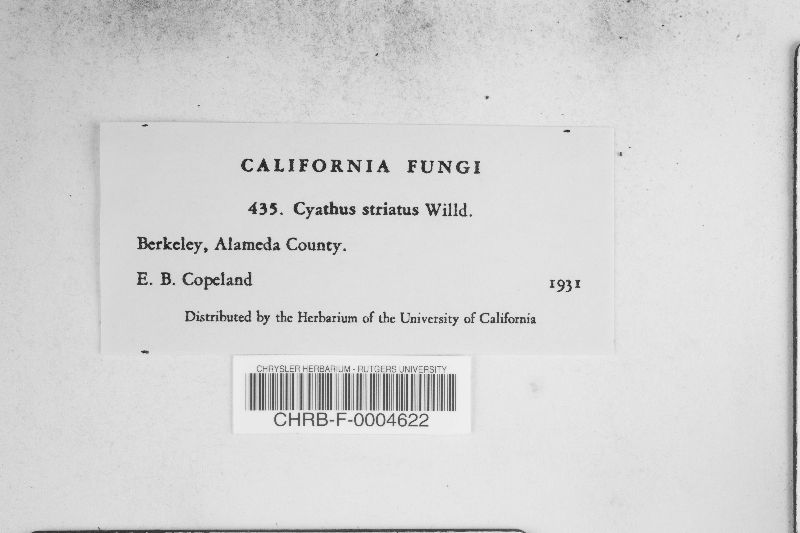 CALIFORNIA FUNGI
435. Cyathus striatus Willd.
Berkeley, Alameda County.
E. B. Copeland 1931
Distributed by the Herbarium of the University of California
CHRYSLER HERBARIUM - RUTGERS UNIVERSITY
CHRB-F-0004622